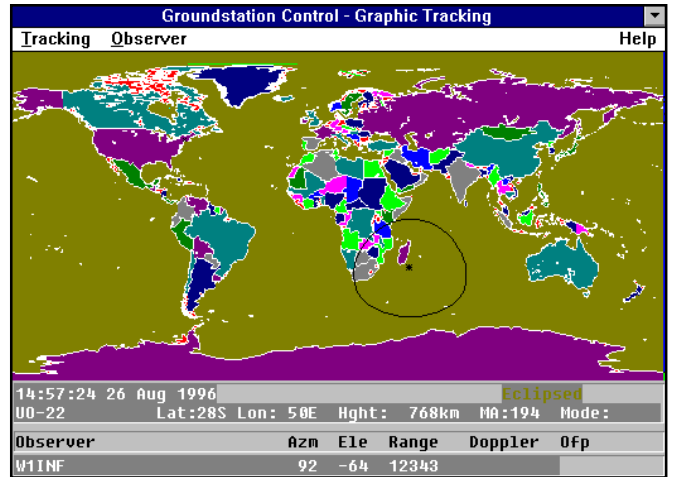 Groundstation Control - Graphic Tracking
Tracking Observer Help
14:57:24 26 Aug 1996 Eclipsed
UO-22 Lat:28S Lon: 50E Hght: 768km MA:194 Mode:
Observer Azm Ele Range Doppler Ofp
W1INF 92 -64 12343